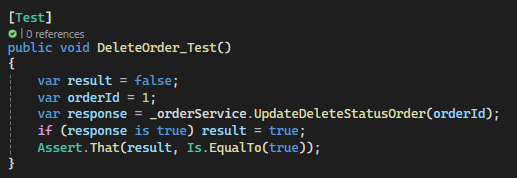 [Test]
| 0 references
public void DeleteOrder_Test()
{
var result = false;
var orderId = 1;
var response = _orderService.UpdateDeleteStatusOrder(orderId);
if (response is true) result = true;
Assert.That(result, Is.EqualTo(true));
}